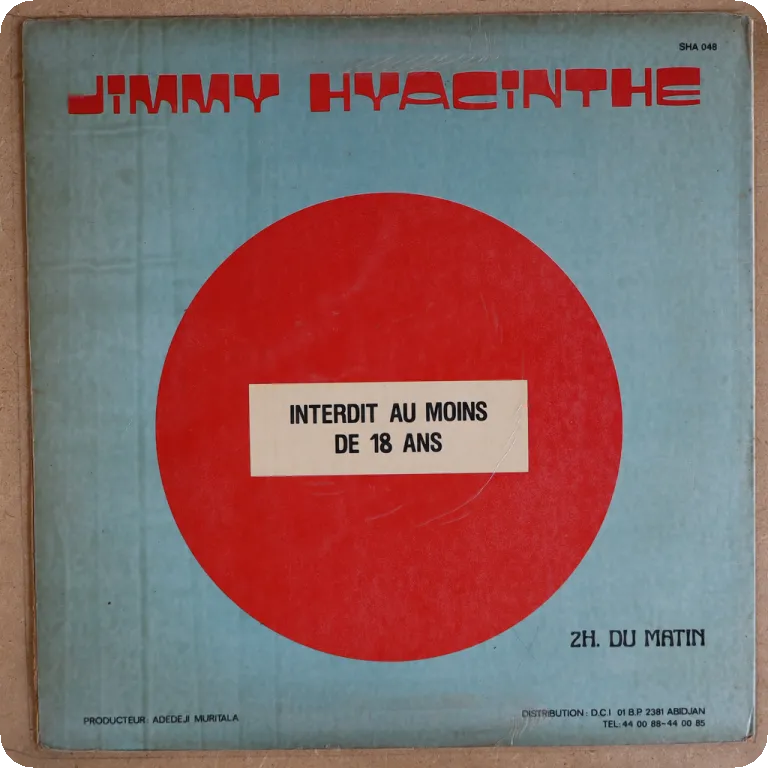 SHA 048
JiMMY HYACiNTHE
INTERDIT AU MOINS
DE 18 ANS
2H. DU MATIN
PRODUCTEUR: ADEDEJI MURITALA
DISTRIBUTION : D.C.I 01 B.P. 2381 ABIDJAN
TEL: 44 00 88-44 00 85